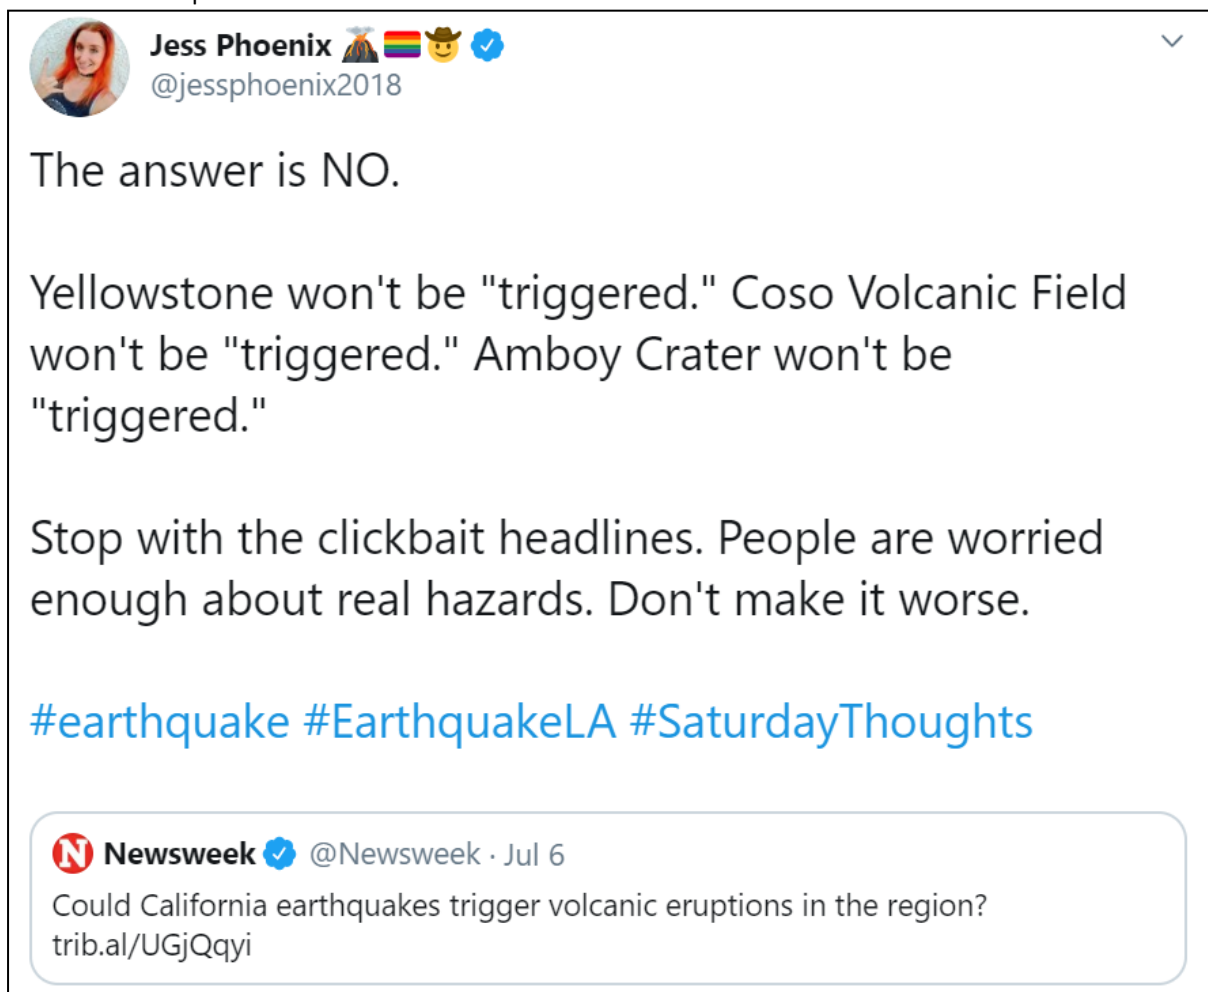 Jess Phoenix 🌋🏳️‍🌈🤠
@jessphoenix2018
The answer is NO.
Yellowstone won't be "triggered." Coso Volcanic Field
won't be "triggered." Amboy Crater won't be
"triggered."
Stop with the clickbait headlines. People are worried
enough about real hazards. Don't make it worse.
#earthquake #EarthquakeLA #SaturdayThoughts
N Newsweek @Newsweek · Jul 6
Could California earthquakes trigger volcanic eruptions in the region?
trib.al/UGjQqyi